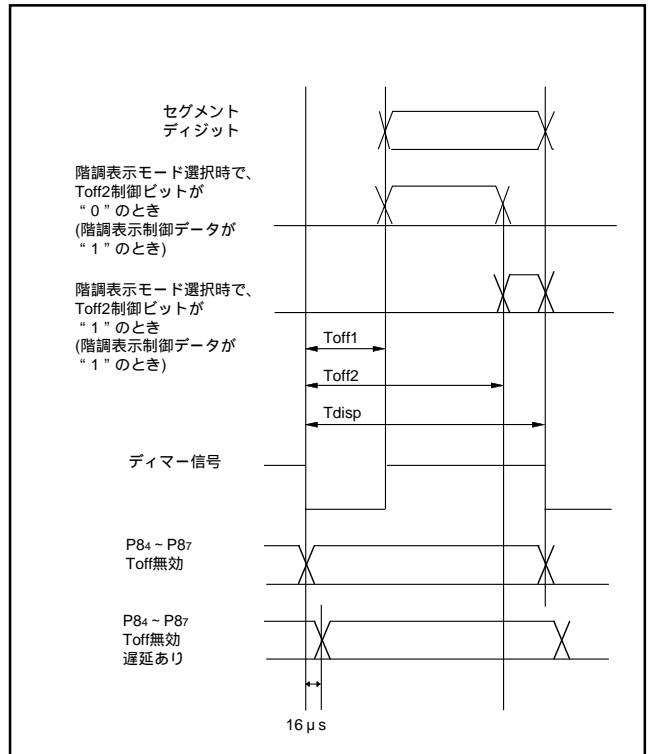 セグメント
ディジット
階調表示モード選択時で、
Toff2制御ビットが
“ 0 ” のとき
(階調表示制御データが
“ 1 ” のとき)
階調表示モード選択時で、
Toff2制御ビットが
“ 1 ” のとき
(階調表示制御データが
“ 1 ” のとき)
Toff1
Toff2
Tdisp
ディマー信号
P84 ~ P87
Toff無効
P84 ~ P87
Toff無効
遅延あり
16 μ s